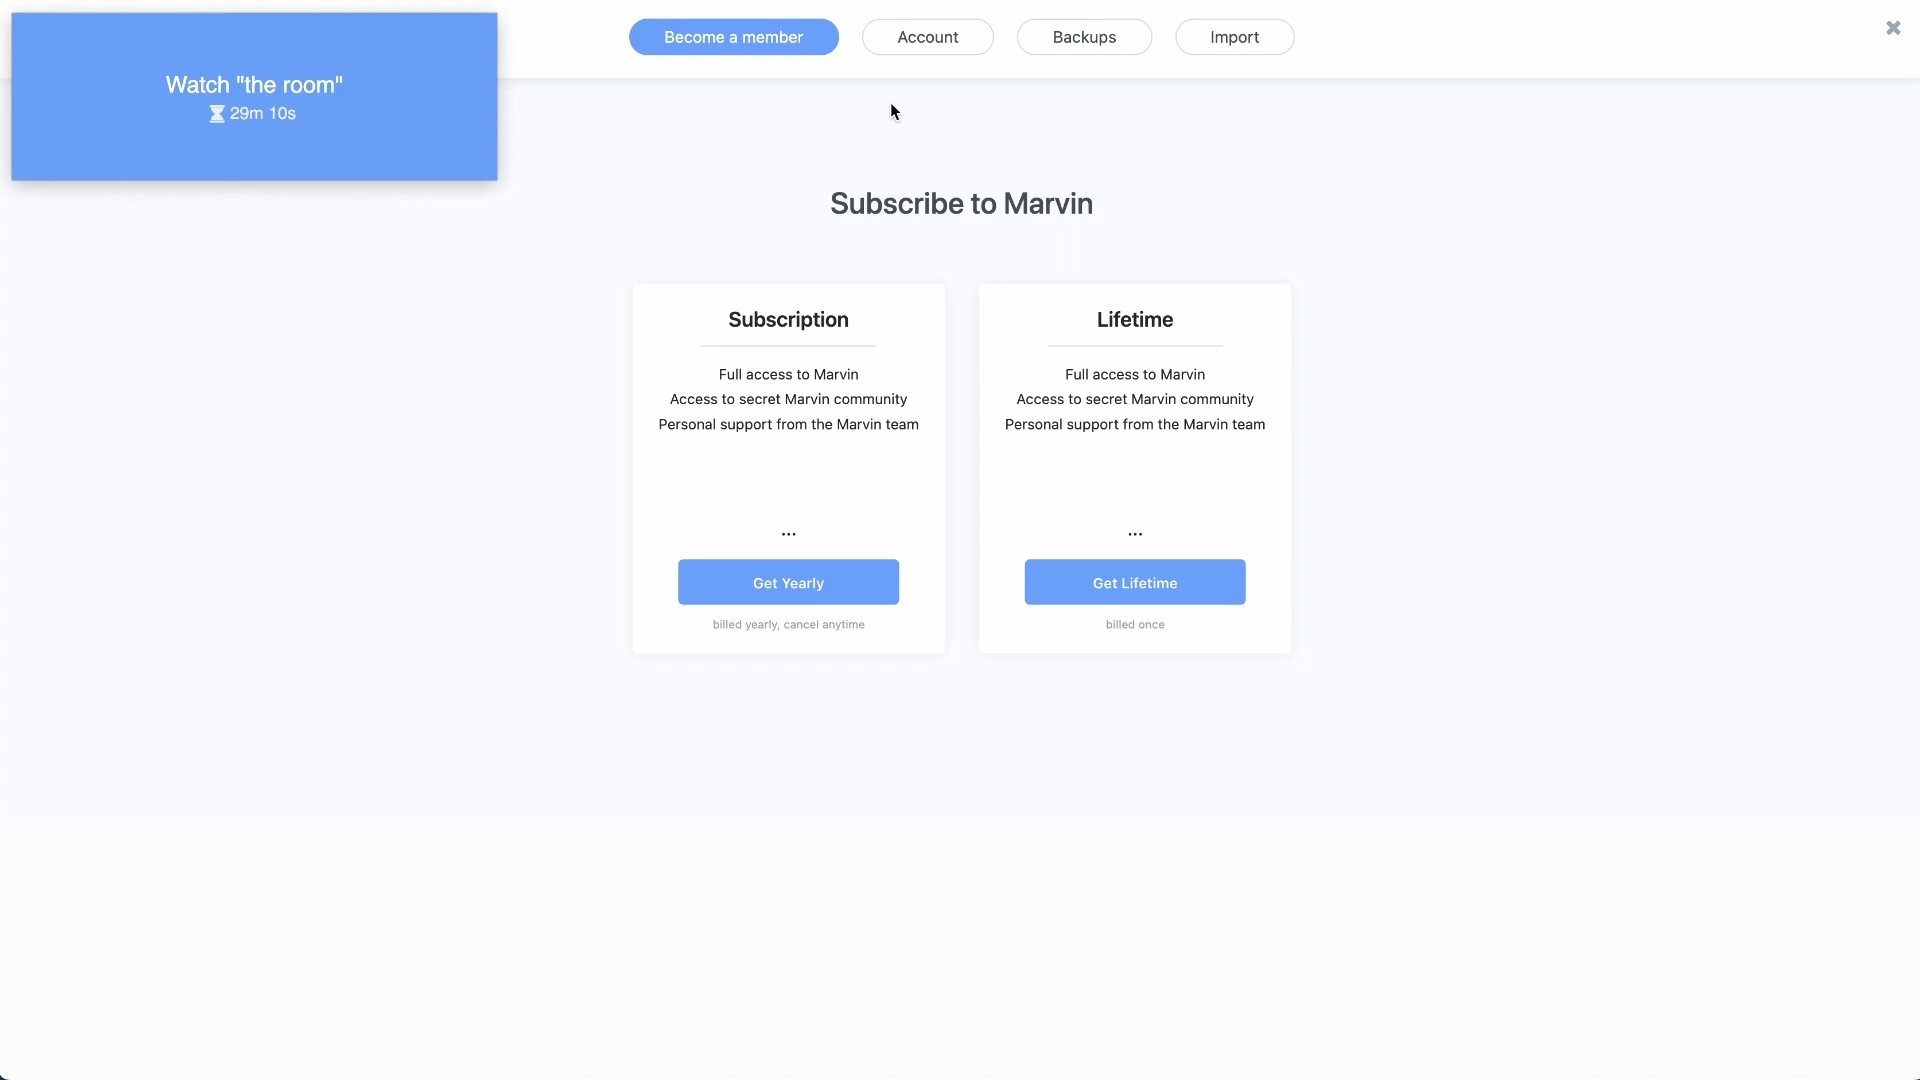 Watch "the room"
29m 10s
Become a member
Account
Backups
Import
Subscribe to Marvin
Subscription
Full access to Marvin
Access to secret Marvin community
Personal support from the Marvin team
...
Get Yearly
billed yearly, cancel anytime
Lifetime
Full access to Marvin
Access to secret Marvin community
Personal support from the Marvin team
...
Get Lifetime
billed once